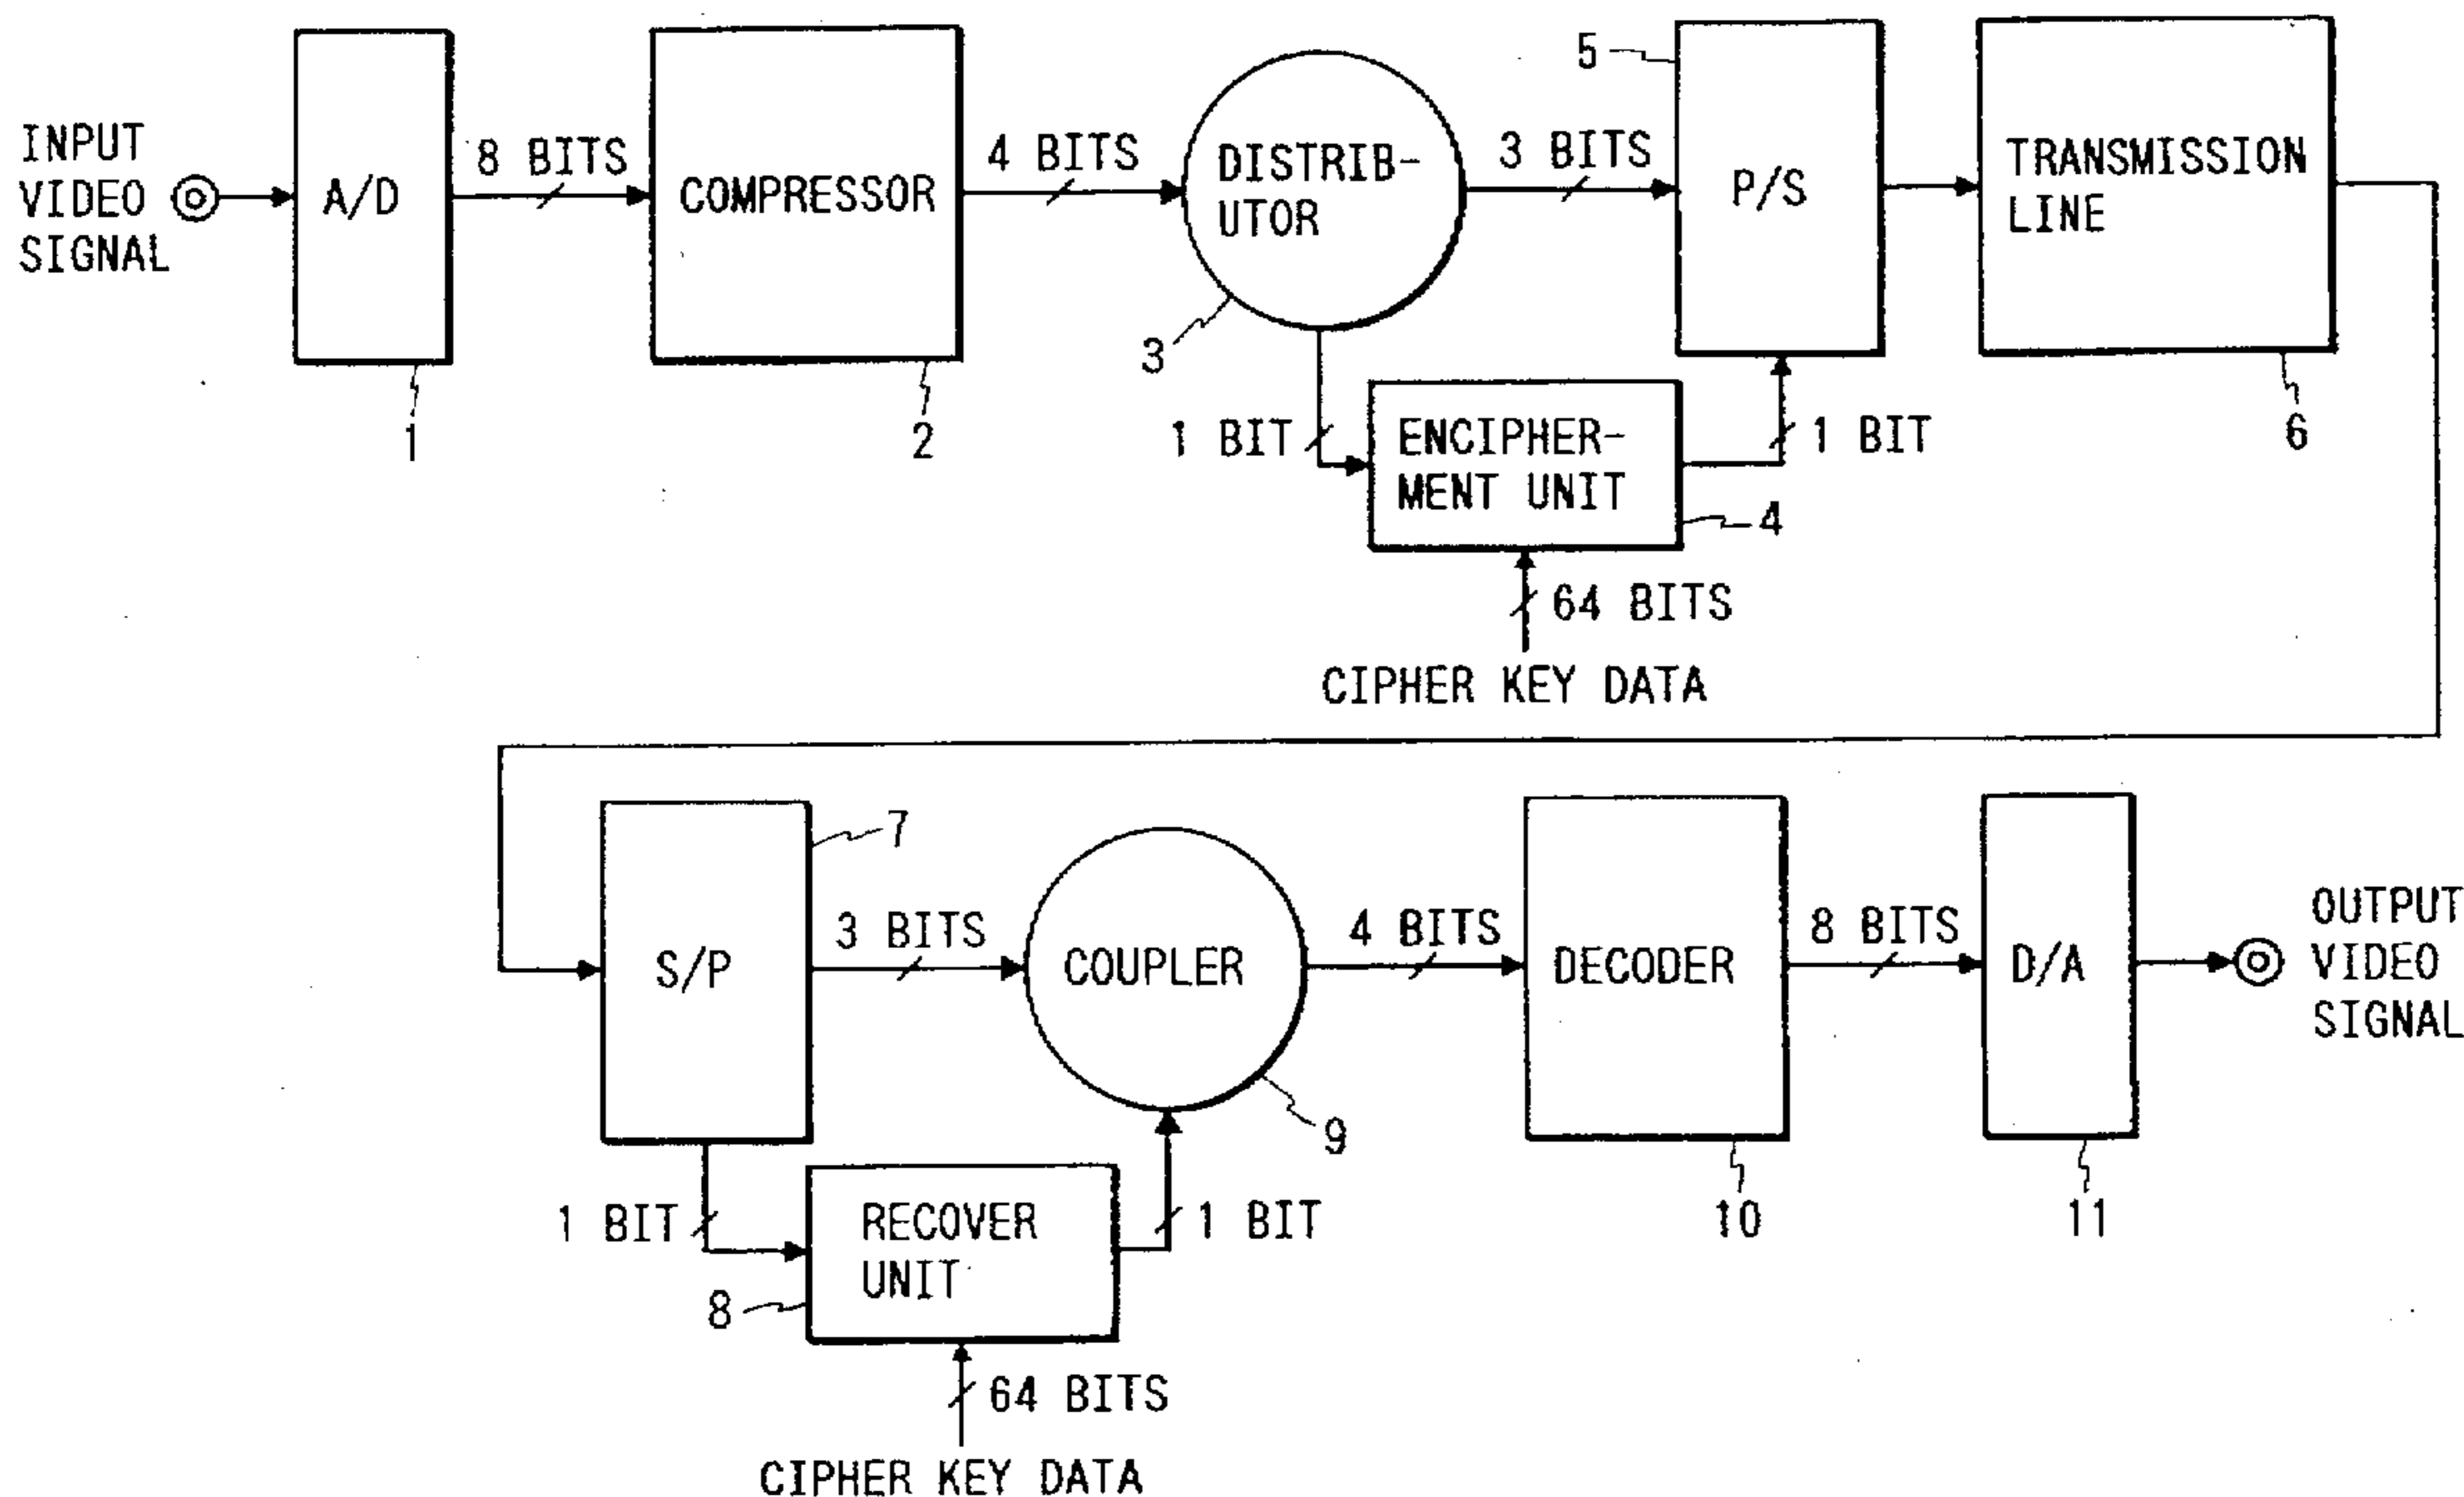 INPUT
VIDEO
SIGNAL
A/D
1
8 BITS
COMPRESSOR
2
4 BITS
DISTRIB-
UTOR
3
3 BITS
1 BIT
ENCIPHER-
MENT UNIT
4
1 BIT
64 BITS
CIPHER KEY DATA
5
P/S
TRANSMISSION
LINE
6
S/P
7
3 BITS
1 BIT
RECOVER
UNIT
8
1 BIT
64 BITS
CIPHER KEY DATA
COUPLER
9
4 BITS
DECODER
10
8 BITS
D/A
11
OUTPUT
VIDEO
SIGNAL